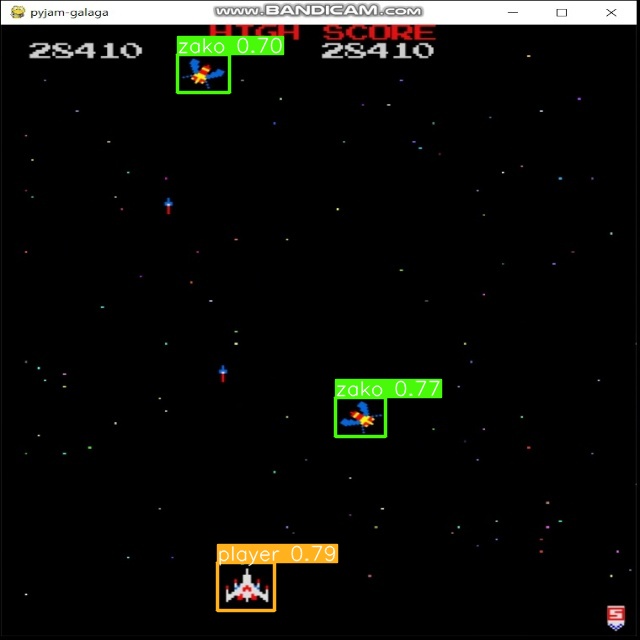 pyjam-galaga
www.BANDICAM.com
HIGH SCORE
28410
28410
zako 0.70
zako 0.77
player 0.79
5